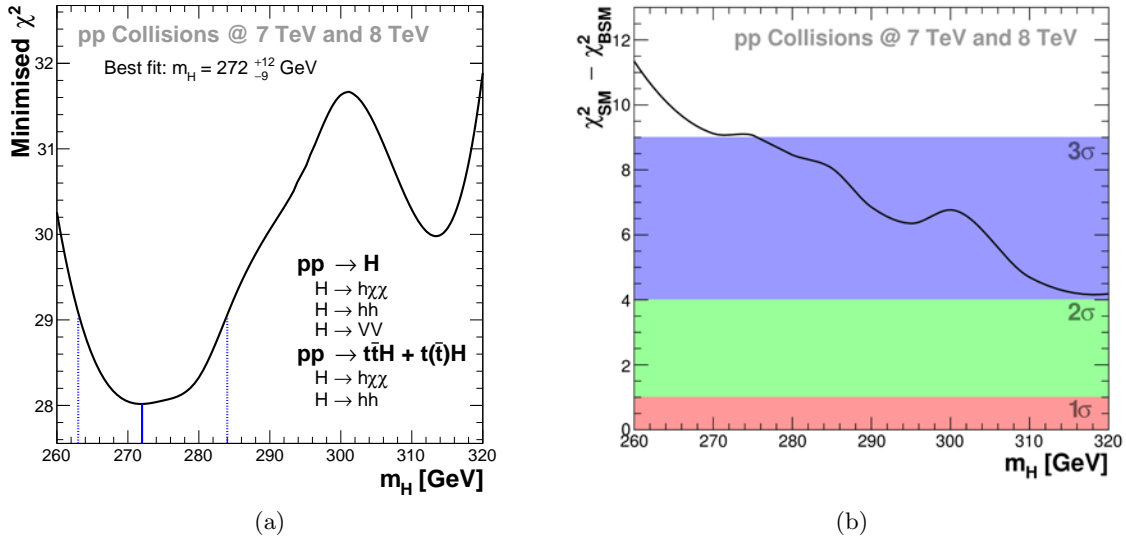 pp Collisions @ 7 TeV and 8 TeV
Best fit: m_H = 272 +12 −9 GeV
Minimised χ²
32
31
30
29
28
pp → H
H → hχχ
H → hh
H → VV
pp → tt̄H + t(t̄)H
H → hχχ
H → hh
260 270 280 290 300 310 320
m_H [GeV]
(a)
pp Collisions @ 7 TeV and 8 TeV
χ²_SM − χ²_BSM
12
10
8
6
4
2
0
3σ
2σ
1σ
260 270 280 290 300 310 320
m_H [GeV]
(b)